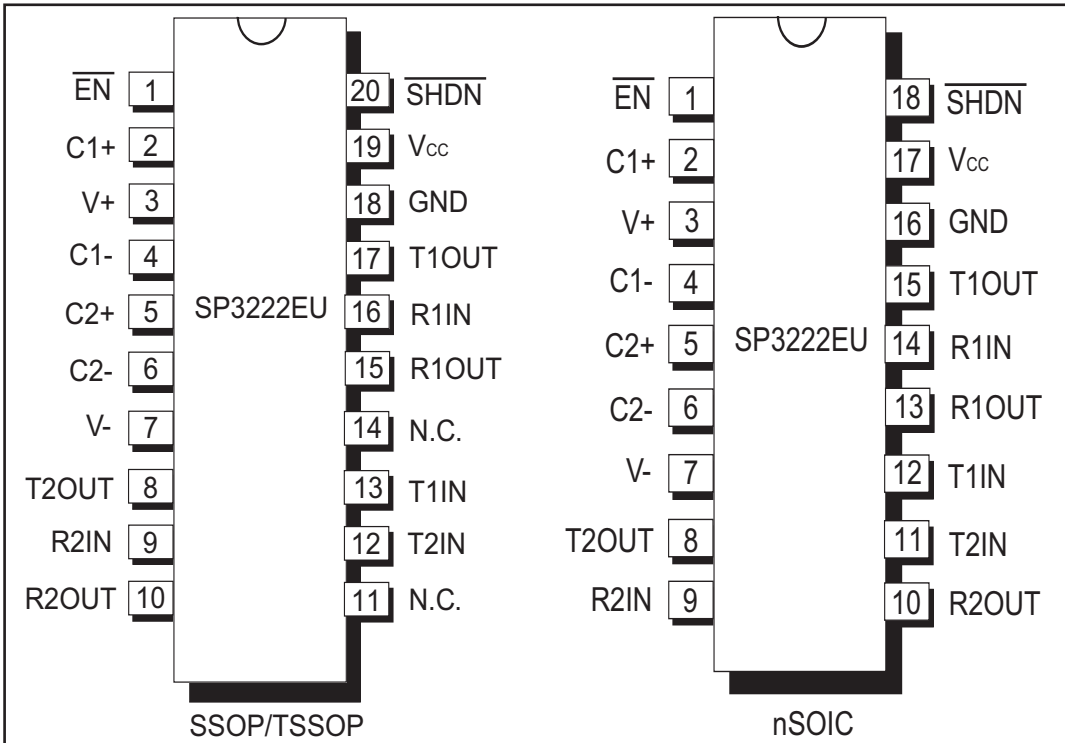 EN 1
C1+ 2
V+ 3
C1- 4
C2+ 5
C2- 6
V- 7
T2OUT 8
R2IN 9
R2OUT 10
SP3222EU
20 SHDN
19 Vcc
18 GND
17 T1OUT
16 R1IN
15 R1OUT
14 N.C.
13 T1IN
12 T2IN
11 N.C.
SSOP/TSSOP
EN 1
C1+ 2
V+ 3
C1- 4
C2+ 5
C2- 6
V- 7
T2OUT 8
R2IN 9
SP3222EU
18 SHDN
17 Vcc
16 GND
15 T1OUT
14 R1IN
13 R1OUT
12 T1IN
11 T2IN
10 R2OUT
nSOIC